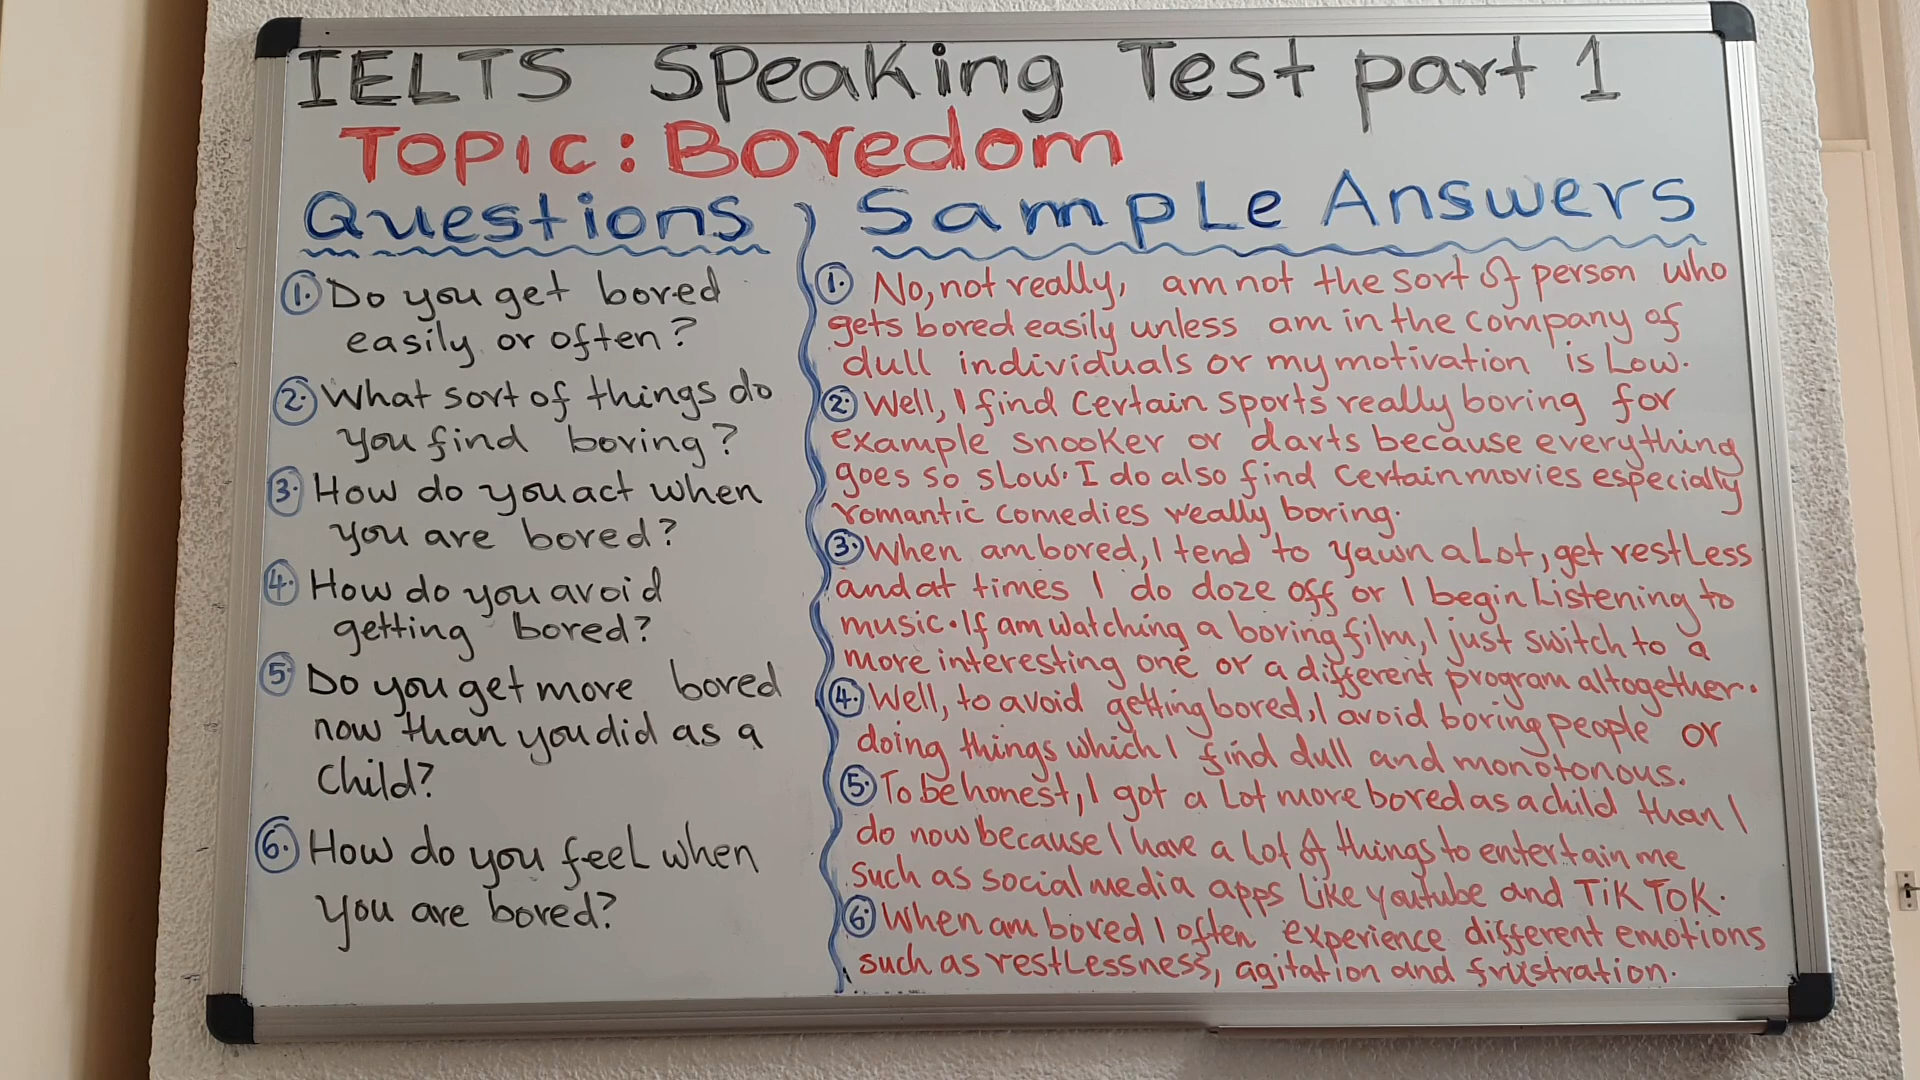 IELTS Speaking Test part 1
Topic: Boredom
Questions
1. Do you get bored
easily or often?
2. What sort of things do
you find boring?
3. How do you act when
you are bored?
4. How do you avoid
getting bored?
5. Do you get more bored
now than you did as a
child?
6. How do you feel when
you are bored?
Sample Answers
1. No, not really, am not the sort of person who
gets bored easily unless am in the company of
dull individuals or my motivation is Low.
2. Well, I find certain sports really boring for
example snooker or darts because everything
goes so slow. I do also find certain movies especially
romantic comedies really boring.
3. When am bored, I tend to yawn a Lot, get restless
and at times I do doze off or I begin Listening to
music. If am watching a boring film, I just switch to a
more interesting one or a different program altogether.
4. Well, to avoid getting bored, I avoid boring people or
doing things which I find dull and monotonous.
5. To be honest, I got a Lot more bored as a child than I
do now because I have a lot of things to entertain me
such as social media apps Like Youtube and TikTok.
6. When am bored I often experience different emotions
such as restlessness, agitation and frustration.